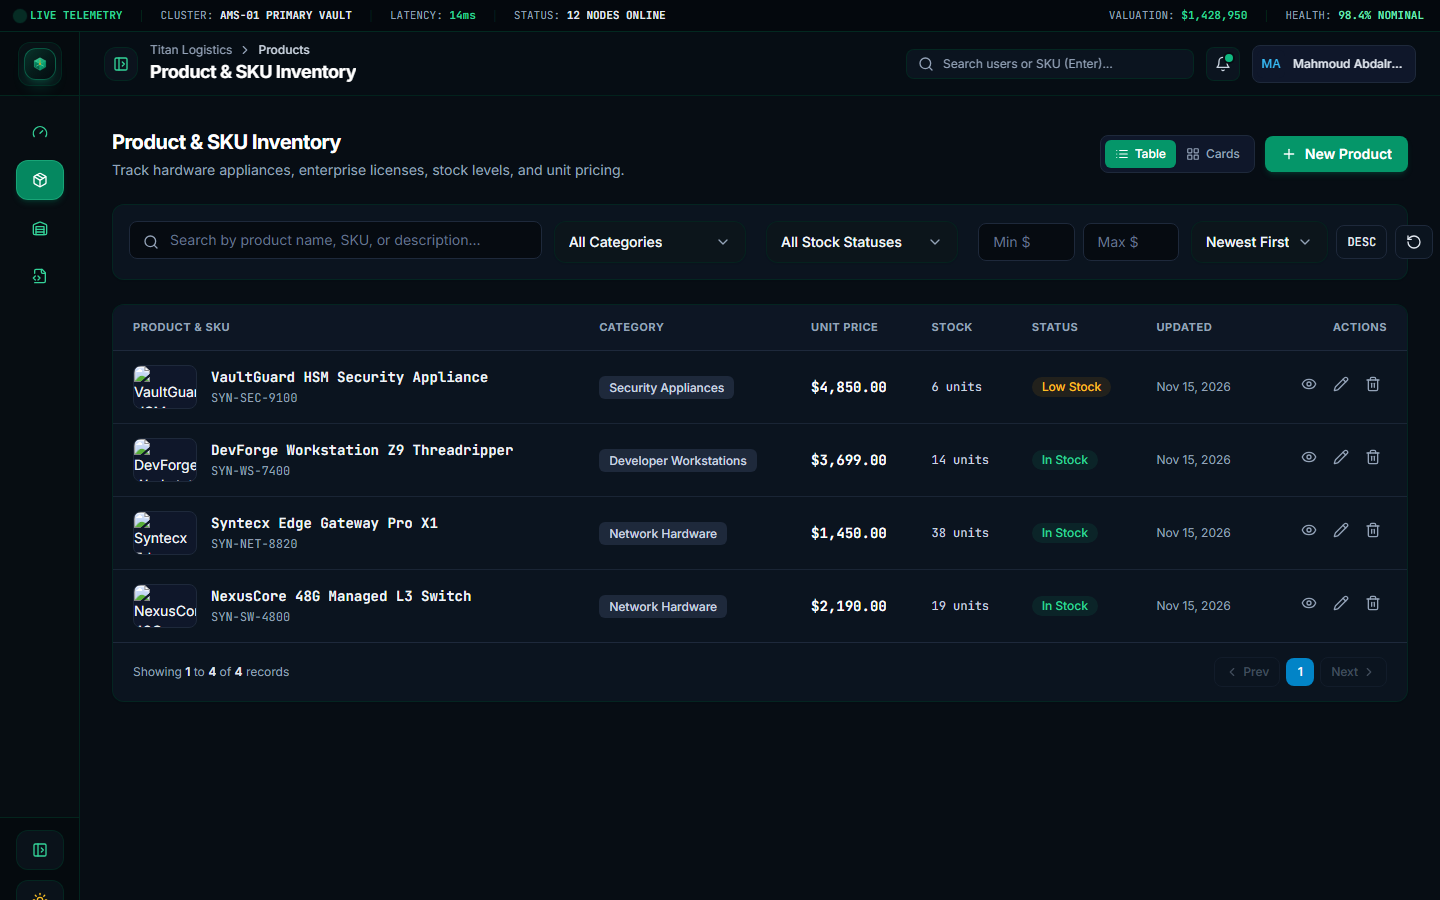 LIVE TELEMETRY CLUSTER: AMS-01 PRIMARY VAULT LATENCY: 14ms STATUS: 12 NODES ONLINE VALUATION: $1,428,950 HEALTH: 98.4% NOMINAL
Titan Logistics > Products
Product & SKU Inventory
Search users or SKU (Enter)...
MA Mahmoud Abdalr...
Product & SKU Inventory
Track hardware appliances, enterprise licenses, stock levels, and unit pricing.
Table Cards New Product
Search by product name, SKU, or description... All Categories All Stock Statuses Min $ Max $ Newest First DESC
PRODUCT & SKU CATEGORY UNIT PRICE STOCK STATUS UPDATED ACTIONS
VaultGuar
VaultGuard HSM Security Appliance
SYN-SEC-9100
Security Appliances $4,850.00 6 units Low Stock Nov 15, 2026
DevForge
DevForge Workstation Z9 Threadripper
SYN-WS-7400
Developer Workstations $3,699.00 14 units In Stock Nov 15, 2026
Syntecx
Syntecx Edge Gateway Pro X1
SYN-NET-8820
Network Hardware $1,450.00 38 units In Stock Nov 15, 2026
NexusCor
NexusCore 48G Managed L3 Switch
SYN-SW-4800
Network Hardware $2,190.00 19 units In Stock Nov 15, 2026
Showing 1 to 4 of 4 records
Prev 1 Next